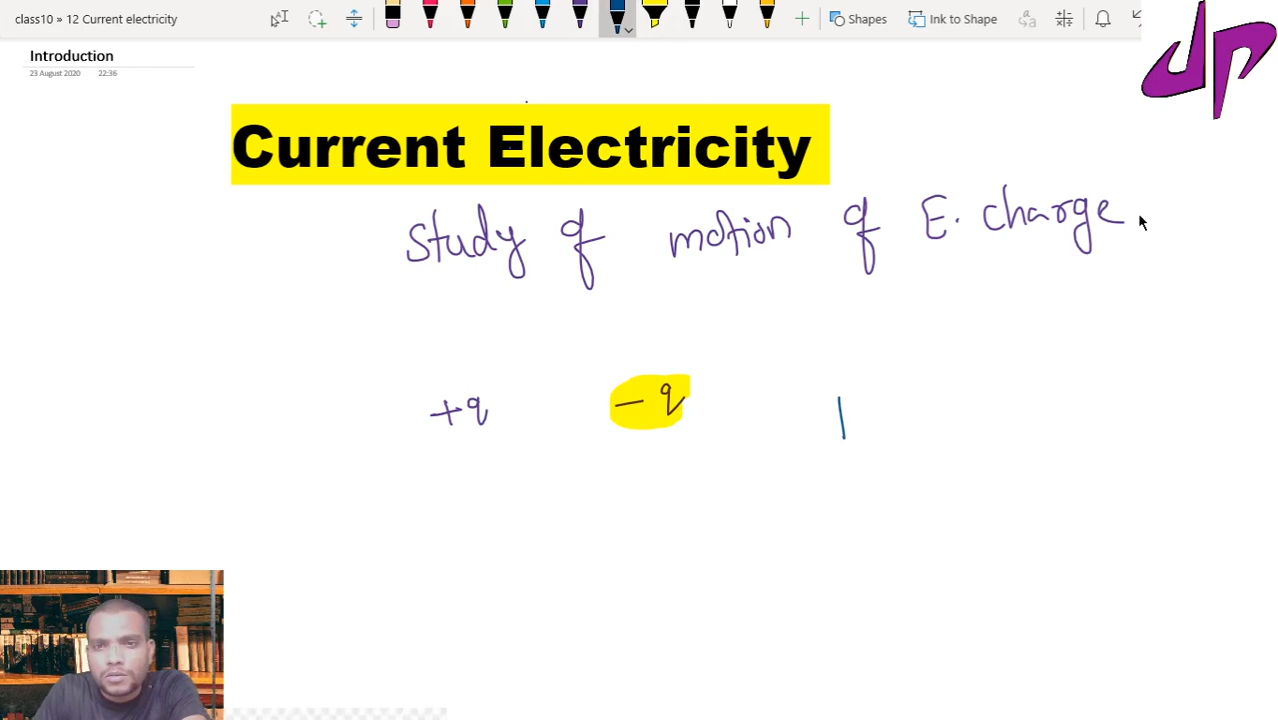 class10 » 12 Current electricity
Shapes
Ink to Shape
Introduction
23 August 2020 22:36
Current Electricity
Study of motion of E. charge
+q - q |